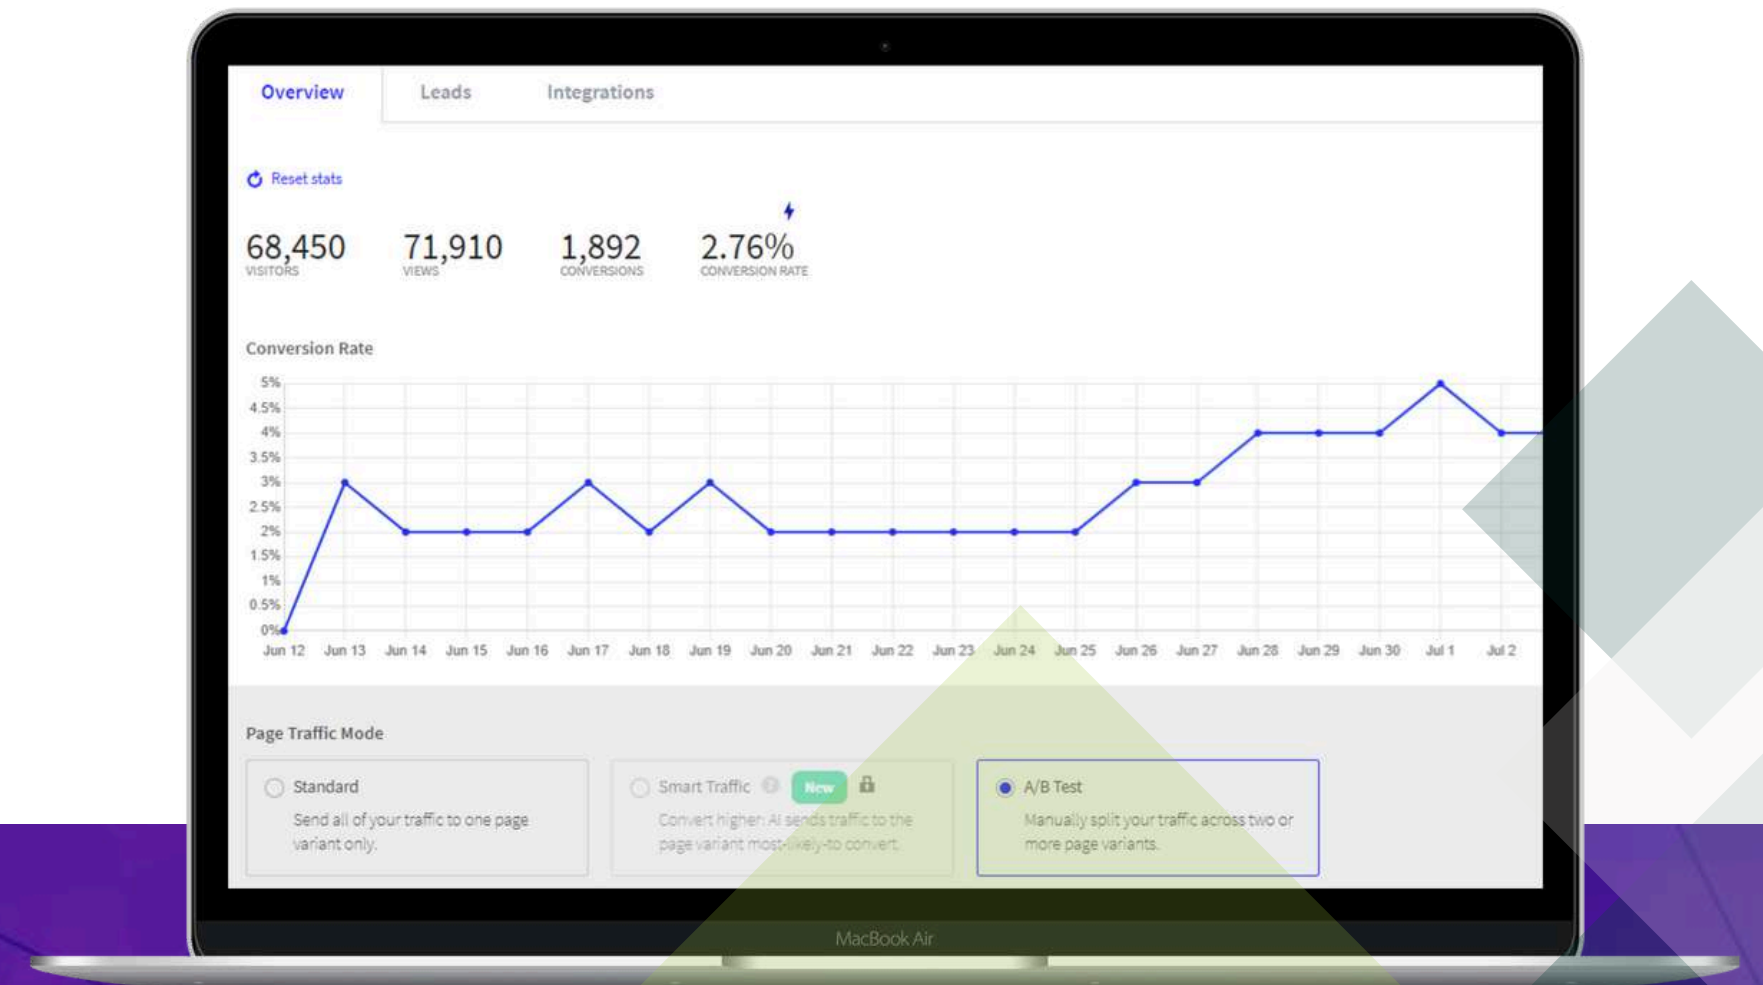 Overview Leads Integrations
Reset stats
68,450 71,910 1,892 2.76%
VISITORS VIEWS CONVERSIONS CONVERSION RATE
Conversion Rate
5%
4.5%
4%
3.5%
3%
2.5%
2%
1.5%
1%
0.5%
0%
Jun 12 Jun 13 Jun 14 Jun 15 Jun 16 Jun 17 Jun 18 Jun 19 Jun 20 Jun 21 Jun 22 Jun 23 Jun 24 Jun 25 Jun 26 Jun 27 Jun 28 Jun 29 Jun 30 Jul 1 Jul 2
Page Traffic Mode
Standard
Send all of your traffic to one page
variant only.
Smart Traffic ? New
Convert higher: AI sends traffic to the
page variant most-likely-to convert.
A/B Test
Manually split your traffic across two or
more page variants.
MacBook Air